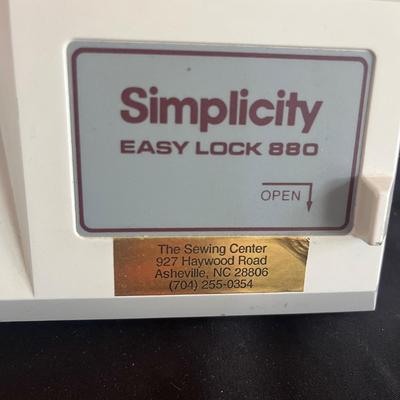 Simplicity
EASY LOCK 880
OPEN
The Sewing Center
927 Haywood Road
Asheville, NC 28806
(704) 255-0354